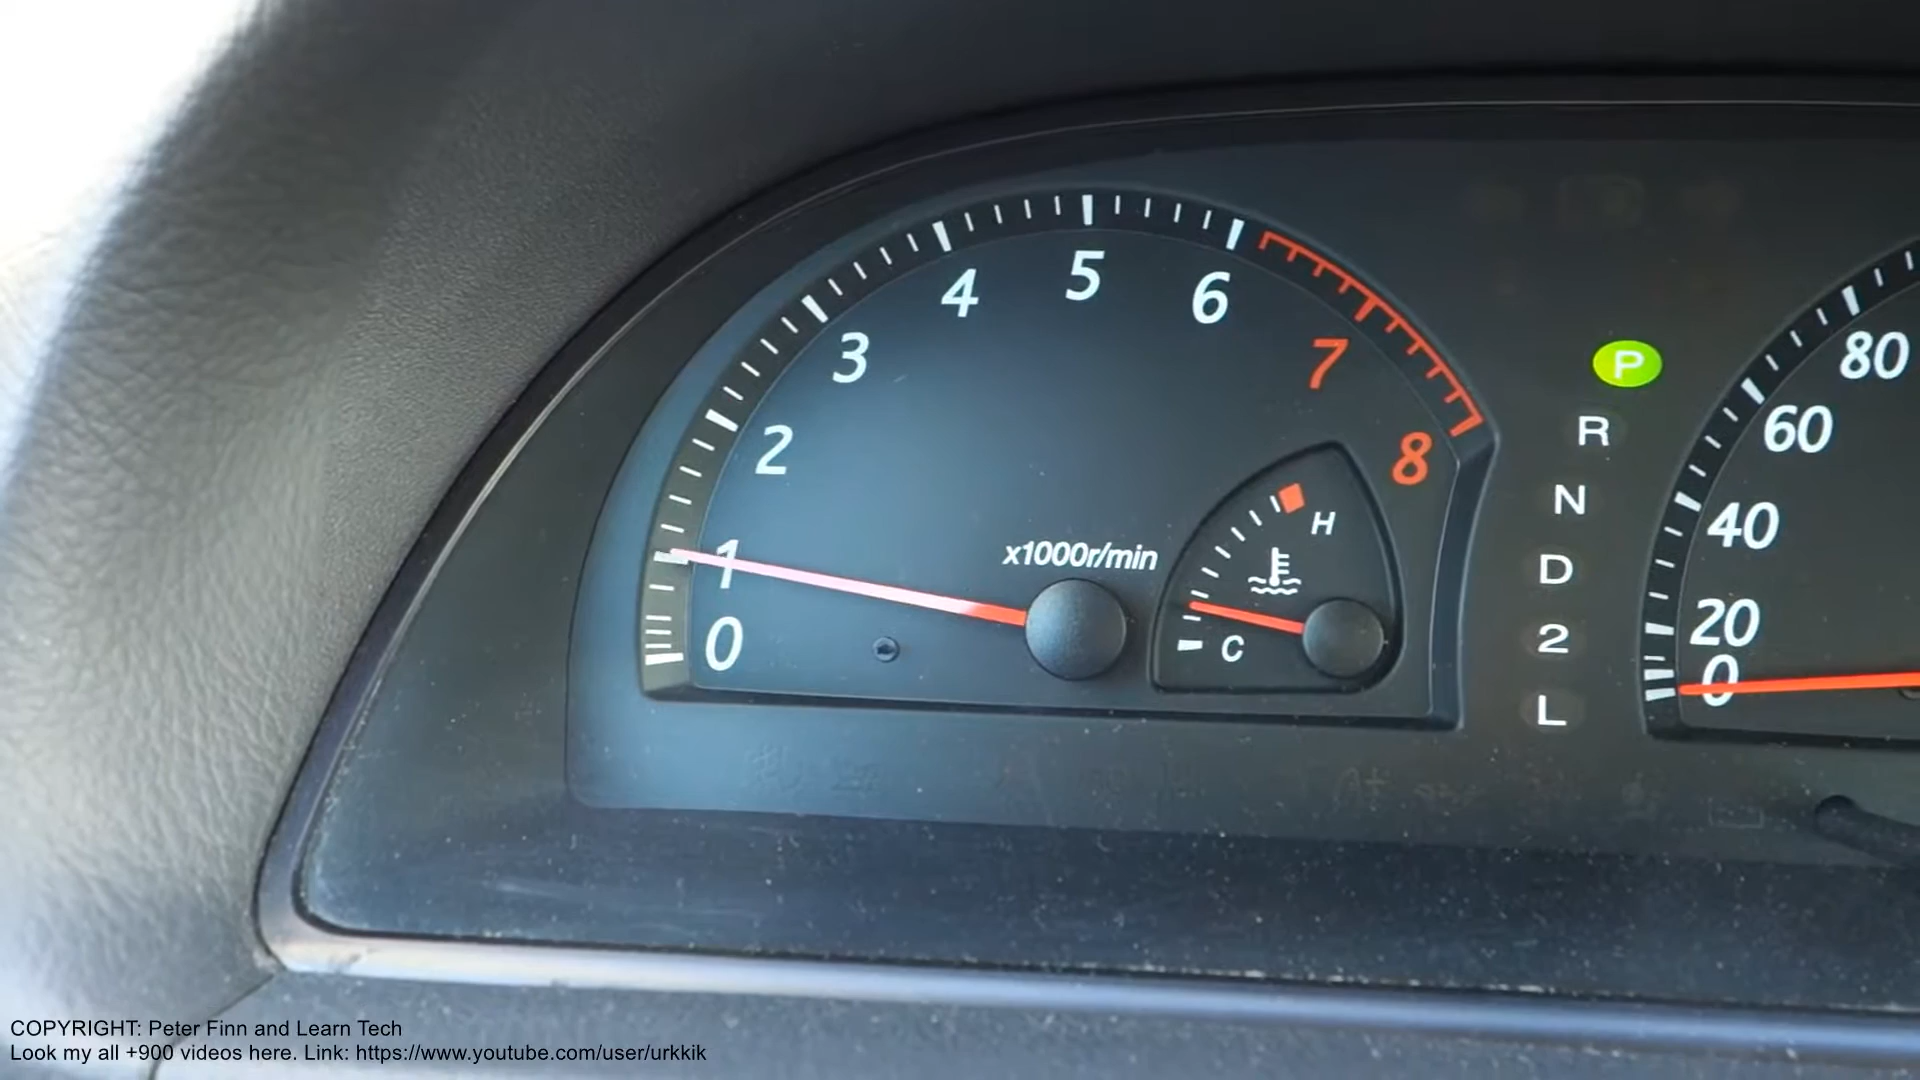 0
1
2
3
4
5
6
7
8
x1000r/min
H
C
P
R
N
D
2
L
0
20
40
60
80
COPYRIGHT: Peter Finn and Learn Tech
Look my all +900 videos here. Link: https://www.youtube.com/user/urkkik